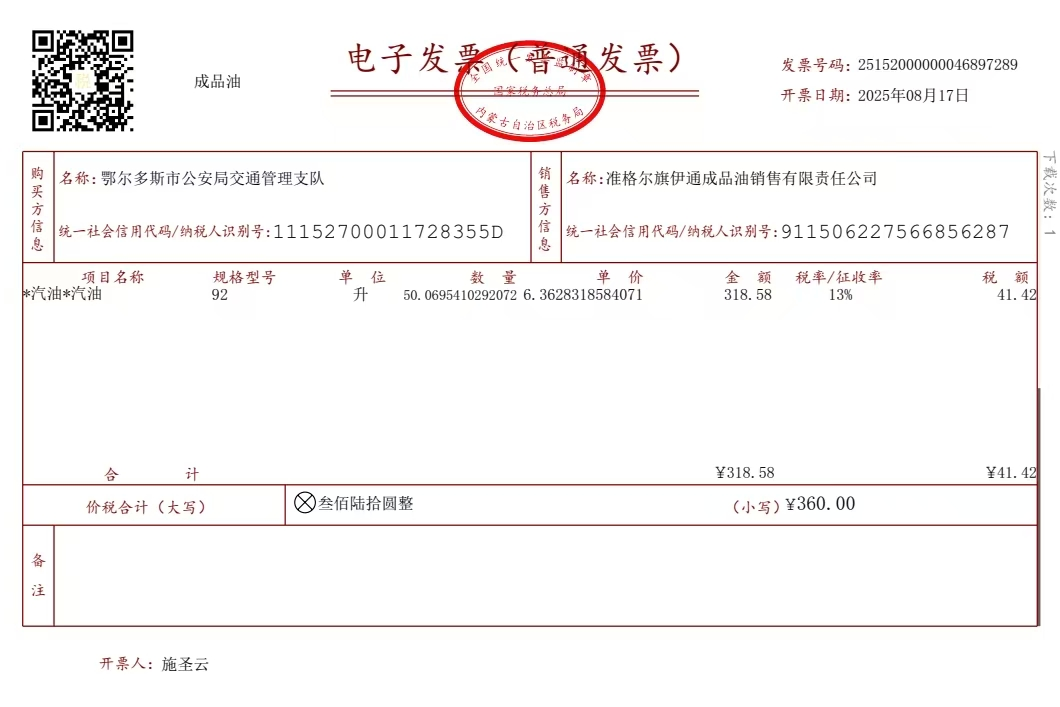 电子发票（普通发票）
成品油
全国统一发票监制章
国家税务总局
内蒙古自治区税务局
发票号码：25152000000046897289
开票日期：2025年08月17日
下载次数：1
购买方信息
名称：鄂尔多斯市公安局交通管理支队
统一社会信用代码/纳税人识别号：11152700011728355D
销售方信息
名称：准格尔旗伊通成品油销售有限责任公司
统一社会信用代码/纳税人识别号：911506227566856287
项目名称 规格型号 单位 数量 单价 金额 税率/征收率 税额
*汽油*汽油 92 升 50.0695410292072 6.3628318584071 318.58 13% 41.42
合计 ¥318.58 ¥41.42
价税合计（大写） ⊗叁佰陆拾圆整 （小写）¥360.00
备注
开票人：施圣云